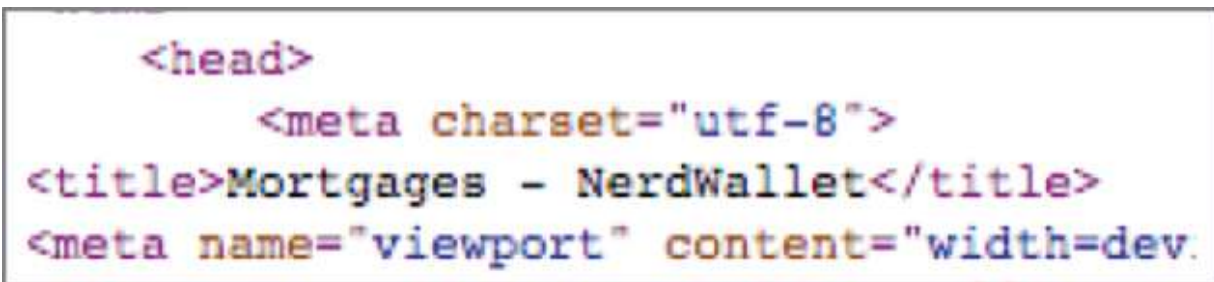 <head>
<meta charset="utf-8">
<title>Mortgages - NerdWallet</title>
<meta name="viewport" content="width=dev